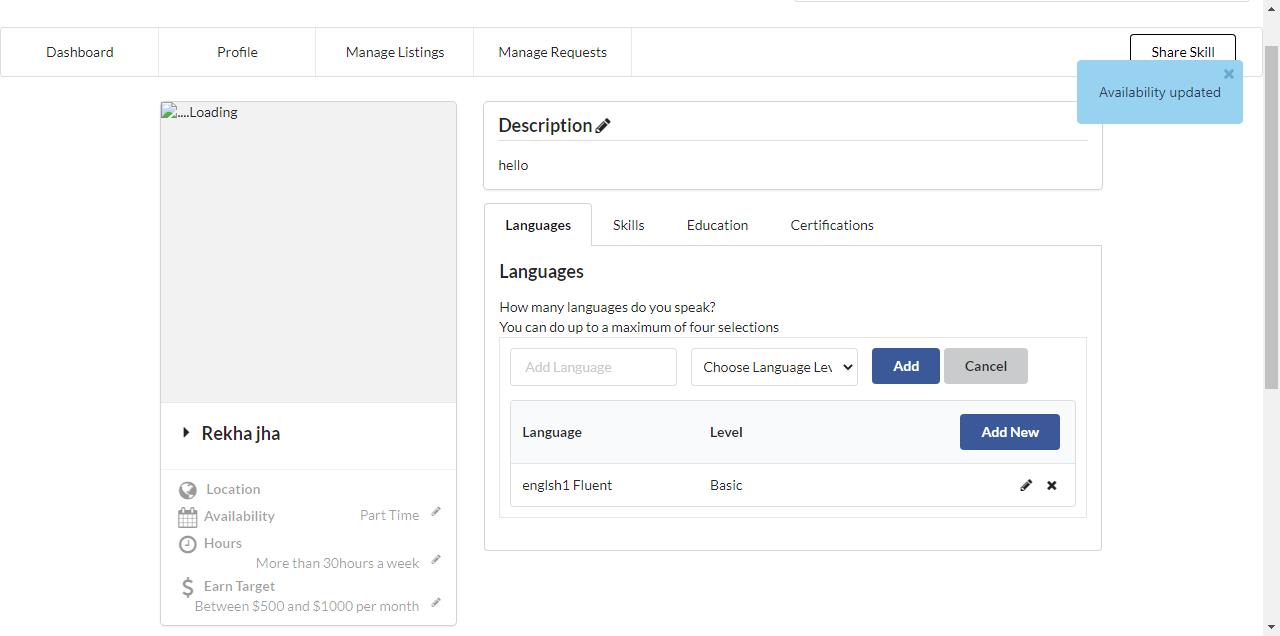 Dashboard
Profile
Manage Listings
Manage Requests
Share Skill
Availability updated
....Loading
Description
hello
Languages
Skills
Education
Certifications
Languages
How many languages do you speak?
You can do up to a maximum of four selections
Add Language
Choose Language Lev
Add
Cancel
Language
Level
Add New
englsh1 Fluent
Basic
Rekha jha
Location
Availability
Part Time
Hours
More than 30hours a week
Earn Target
Between $500 and $1000 per month